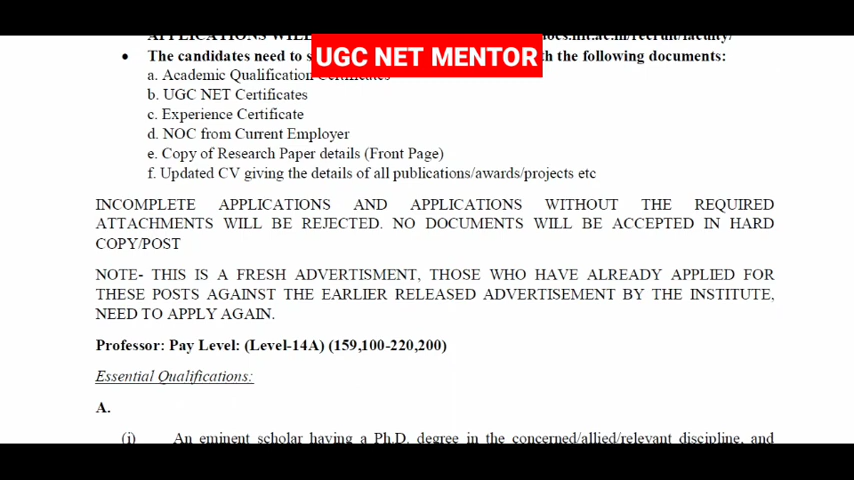 UGC NET MENTOR
• The candidates need to the following documents:
a. Academic Qualification Certificates
b. UGC NET Certificates
c. Experience Certificate
d. NOC from Current Employer
e. Copy of Research Paper details (Front Page)
f. Updated CV giving the details of all publications/awards/projects etc
INCOMPLETE APPLICATIONS AND APPLICATIONS WITHOUT THE REQUIRED
ATTACHMENTS WILL BE REJECTED. NO DOCUMENTS WILL BE ACCEPTED IN HARD
COPY/POST
NOTE- THIS IS A FRESH ADVERTISMENT, THOSE WHO HAVE ALREADY APPLIED FOR
THESE POSTS AGAINST THE EARLIER RELEASED ADVERTISEMENT BY THE INSTITUTE,
NEED TO APPLY AGAIN.
Professor: Pay Level: (Level-14A) (159,100-220,200)
Essential Qualifications:
A.
(i) An eminent scholar having a Ph.D. degree in the concerned/allied/relevant discipline, and